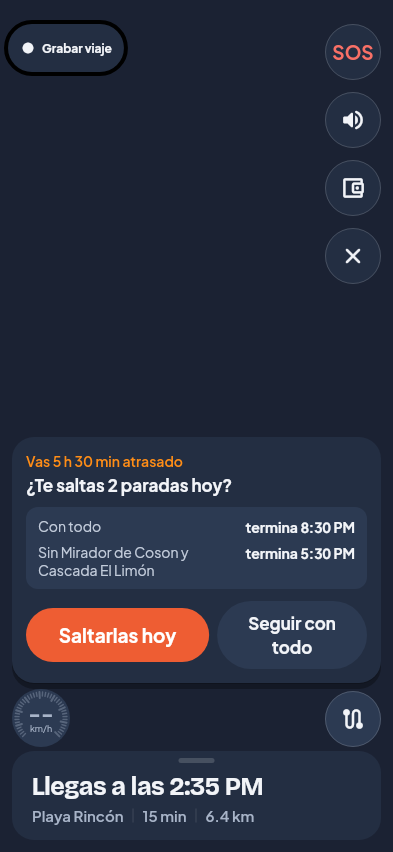 Grabar viaje
SOS
Vas 5 h 30 min atrasado
¿Te saltas 2 paradas hoy?
Con todo termina 8:30 PM
Sin Mirador de Coson y termina 5:30 PM
Cascada El Limón
Saltarlas hoy
Seguir con
todo
-- 
km/h
Llegas a las 2:35 PM
Playa Rincón 15 min 6.4 km